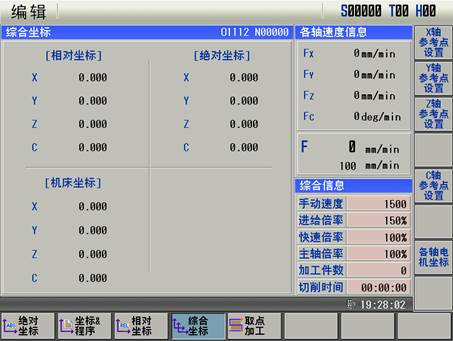 编辑
S00000 T00 H00
综合坐标 O1112 N00000
[相对坐标] [绝对坐标]
X 0.000 X 0.000
Y 0.000 Y 0.000
Z 0.000 Z 0.000
C 0.000 C 0.000
[机床坐标]
X 0.000
Y 0.000
Z 0.000
C 0.000
各轴速度信息
Fx 0mm/min
Fy 0mm/min
Fz 0mm/min
Fc 0deg/min
F 0 mm/min
100 mm/min
综合信息
手动速度 1500
进给倍率 150%
快速倍率 100%
主轴倍率 100%
加工件数 0
切削时间 00:00:00
19:28:02
X轴
参考点
设置
Y轴
参考点
设置
Z轴
参考点
设置
C轴
参考点
设置
各轴电
机坐标
ABS 绝对
坐标
坐标&
程序
REL 相对
坐标
综合
坐标
取点
加工